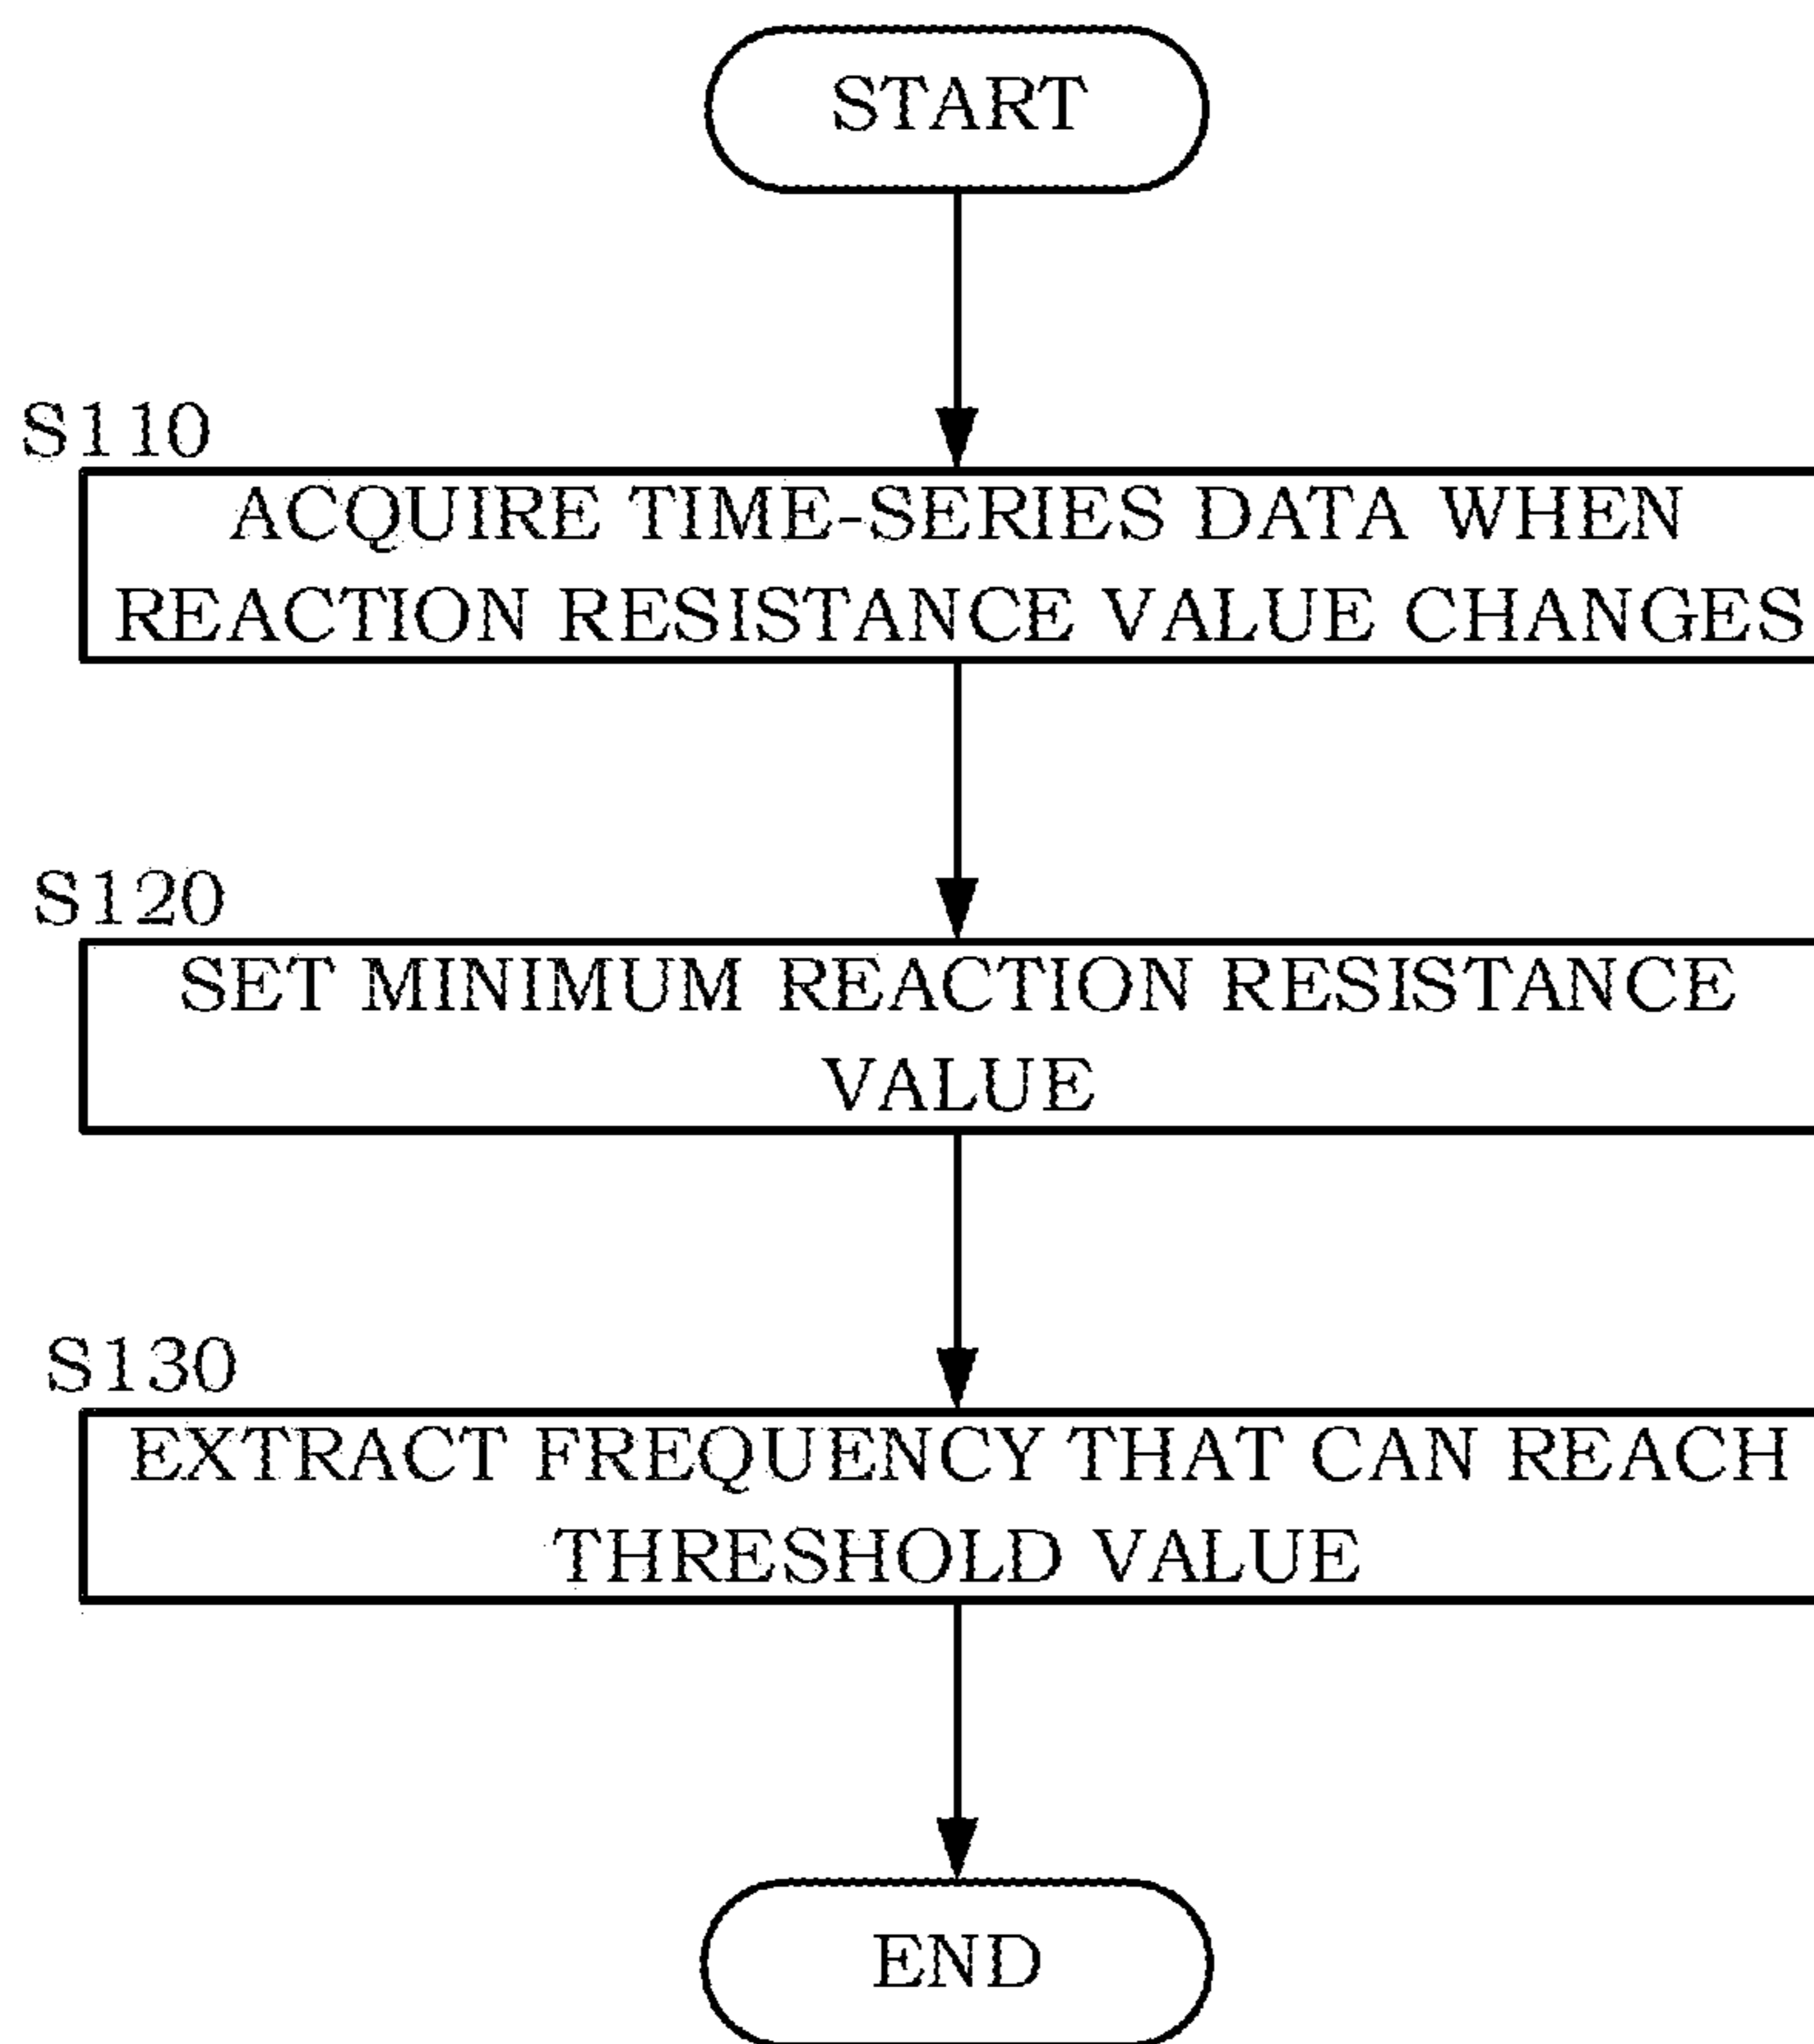 START
S110
ACQUIRE TIME-SERIES DATA WHEN
REACTION RESISTANCE VALUE CHANGES
S120
SET MINIMUM REACTION RESISTANCE
VALUE
S130
EXTRACT FREQUENCY THAT CAN REACH
THRESHOLD VALUE
END